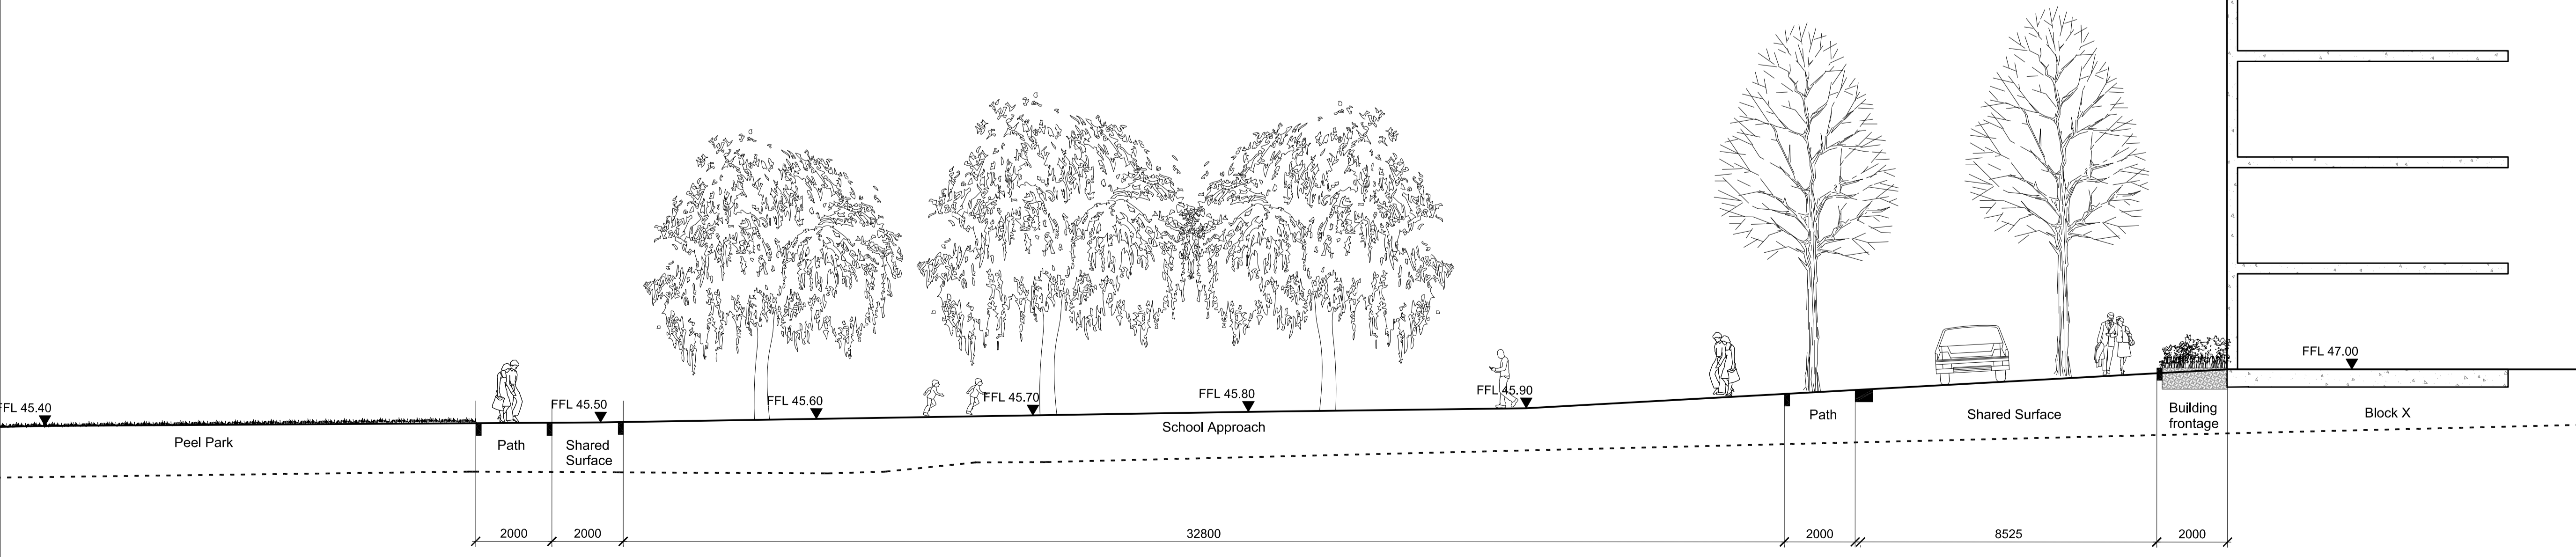 FFL 45.40
Peel Park
Path
FFL 45.50
Shared
Surface
FFL 45.60
FFL 45.70
FFL 45.80
School Approach
FFL 45.90
Path
Shared Surface
Building
frontage
FFL 47.00
Block X
2000
2000
32800
2000
8525
2000